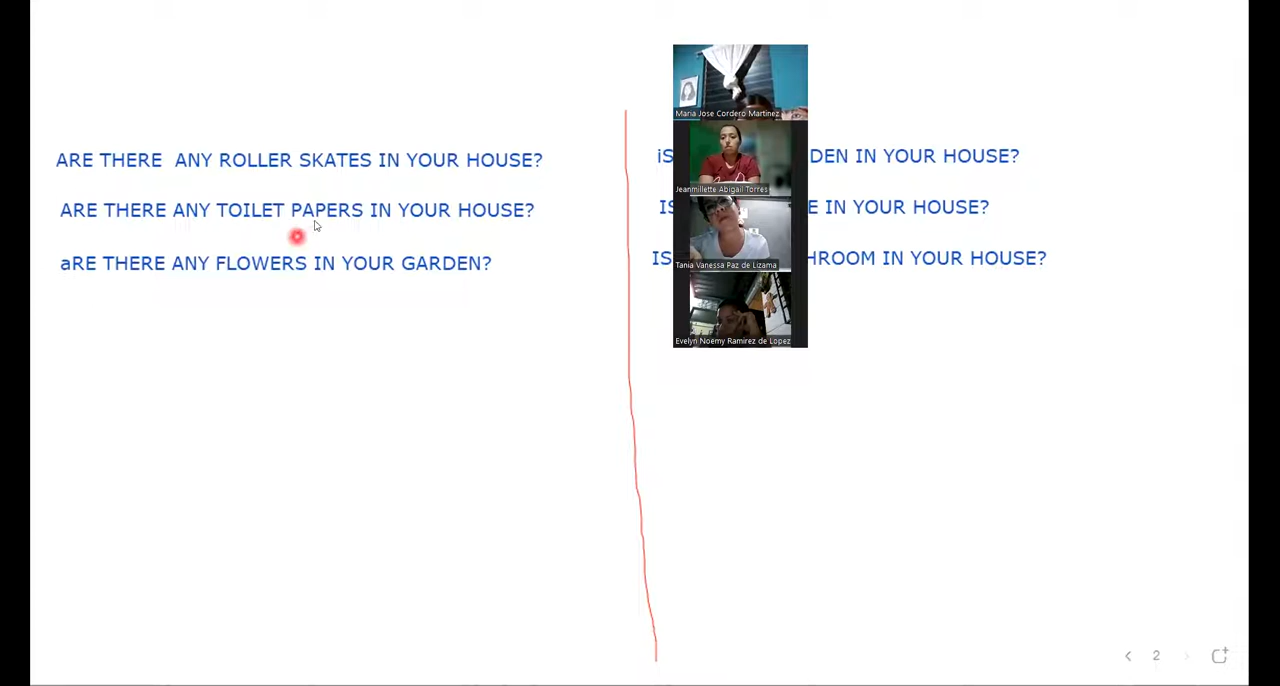 ARE THERE ANY ROLLER SKATES IN YOUR HOUSE?
ARE THERE ANY TOILET PAPERS IN YOUR HOUSE?
aRE THERE ANY FLOWERS IN YOUR GARDEN?
Maria Jose Cordero Martinez
Jeanmillette Abigail Torres
Tania Vanessa Paz de Lizama
Evelyn Noemy Ramirez de Lopez
iS DEN IN YOUR HOUSE?
IS E IN YOUR HOUSE?
IS HROOM IN YOUR HOUSE?
2